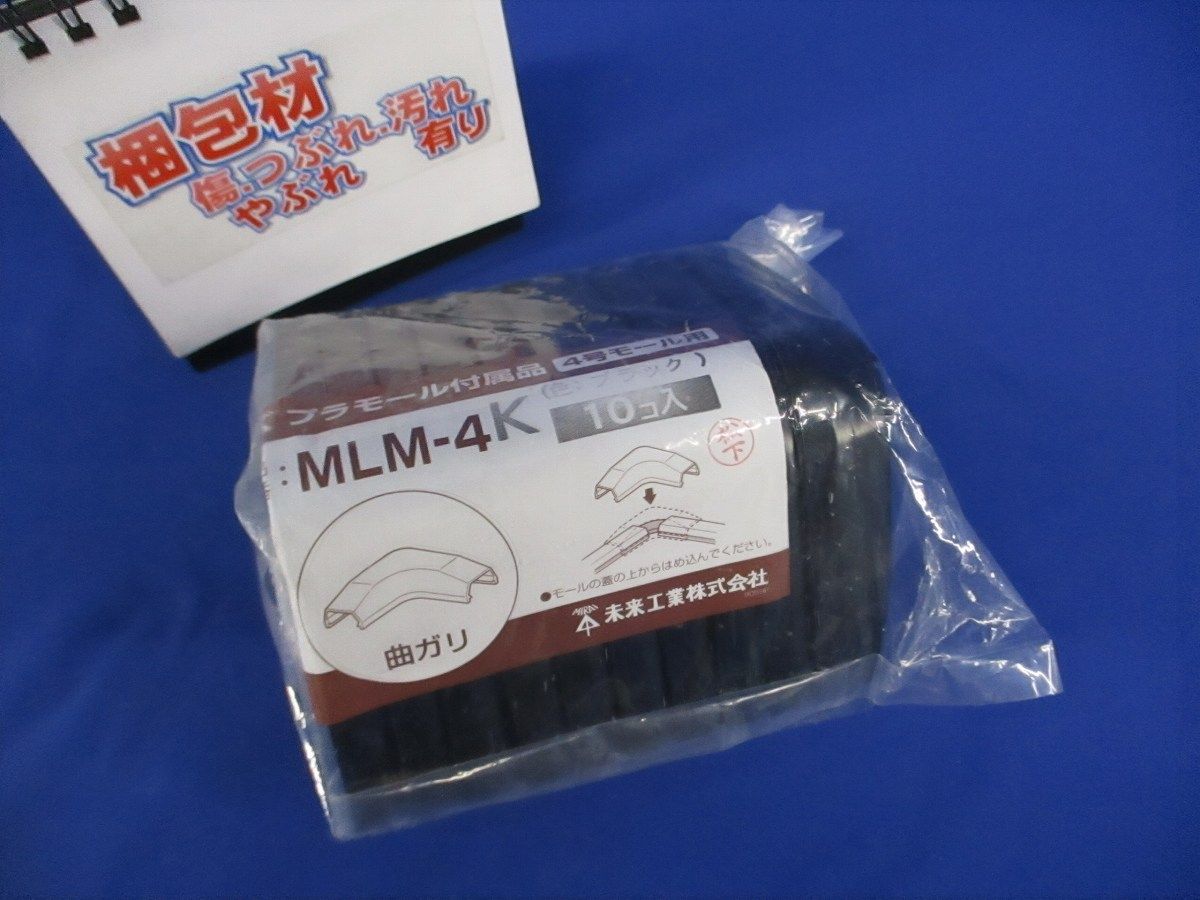 梱包材
傷.つぶれ.汚れ
やぶれ 有り
プラモール付属品 4号モール用
(色:ブラック)
: MLM-4K 10コ入
松下
●モールの蓋の上からはめ込んでください。
曲ガリ
MIRAI 未来工業株式会社